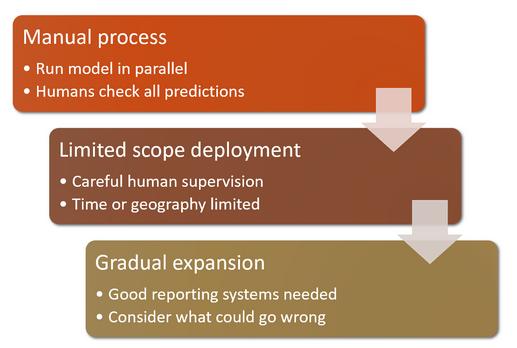 Manual process
• Run model in parallel
• Humans check all predictions
Limited scope deployment
• Careful human supervision
• Time or geography limited
Gradual expansion
• Good reporting systems needed
• Consider what could go wrong